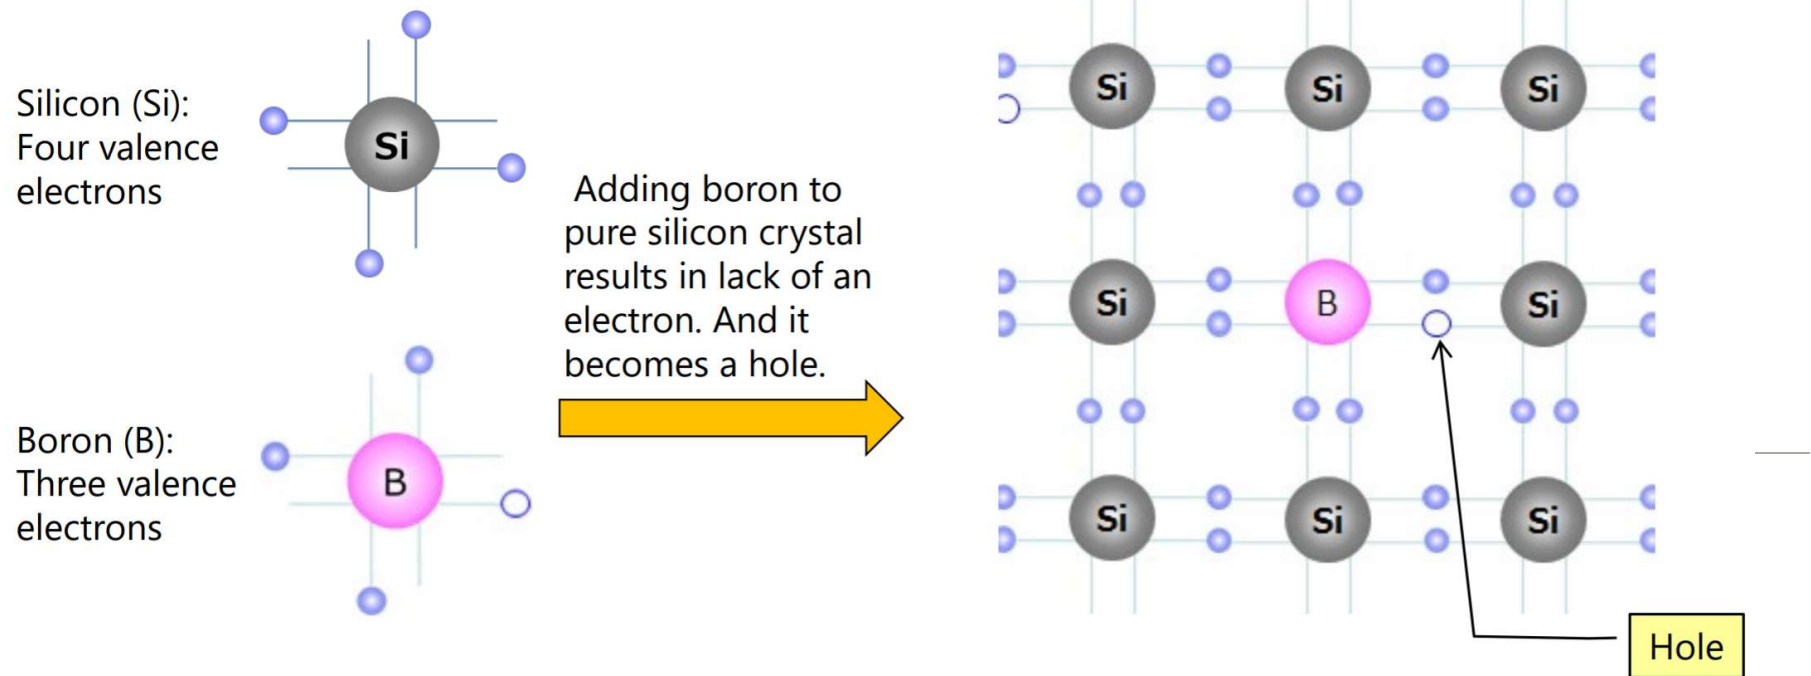 Silicon (Si):
Four valence
electrons
Si
Boron (B):
Three valence
electrons
B
Adding boron to
pure silicon crystal
results in lack of an
electron. And it
becomes a hole.
Si Si Si
Si B Si
Si Si Si
Hole